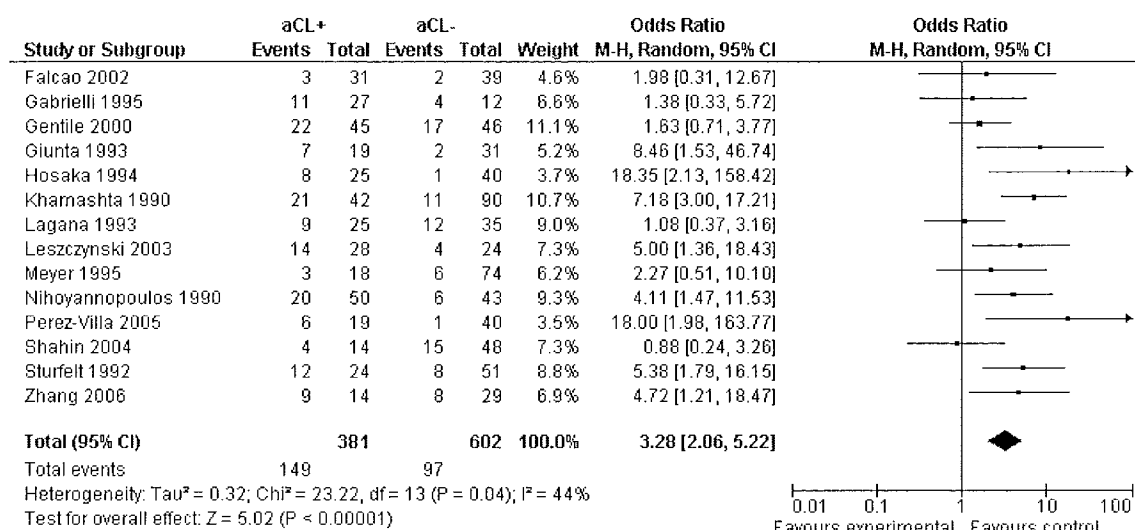 aCL+ aCL- Odds Ratio Odds Ratio
Study or Subgroup Events Total Events Total Weight M-H, Random, 95% CI M-H, Random, 95% CI
Falcao 2002 3 31 2 39 4.6% 1.98 [0.31, 12.67]
Gabrielli 1995 11 27 4 12 6.6% 1.38 [0.33, 5.72]
Gentile 2000 22 45 17 46 11.1% 1.63 [0.71, 3.77]
Giunta 1993 7 19 2 31 5.2% 8.46 [1.53, 46.74]
Hosaka 1994 8 25 1 40 3.7% 18.35 [2.13, 158.42]
Khamashta 1990 21 42 11 90 10.7% 7.18 [3.00, 17.21]
Lagana 1993 9 25 12 35 9.0% 1.08 [0.37, 3.16]
Leszczynski 2003 14 28 4 24 7.3% 5.00 [1.36, 18.43]
Meyer 1995 3 18 6 74 6.2% 2.27 [0.51, 10.10]
Nihoyannopoulos 1990 20 50 6 43 9.3% 4.11 [1.47, 11.53]
Perez-Villa 2005 6 19 1 40 3.5% 18.00 [1.98, 163.77]
Shahin 2004 4 14 15 48 7.3% 0.88 [0.24, 3.26]
Sturfelt 1992 12 24 8 51 8.8% 5.38 [1.79, 16.15]
Zhang 2006 9 14 8 29 6.9% 4.72 [1.21, 18.47]
Total (95% CI) 381 602 100.0% 3.28 [2.06, 5.22]
Total events 149 97
Heterogeneity: Tau² = 0.32; Chi² = 23.22, df = 13 (P = 0.04); I² = 44%
Test for overall effect: Z = 5.02 (P < 0.00001)
0.01 0.1 1 10 100
Favours experimental Favours control